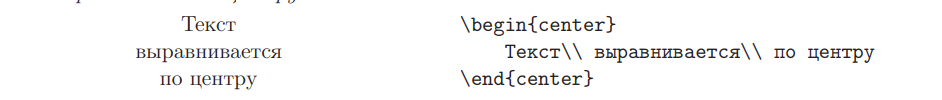 Текст
выравнивается
по центру
\begin{center}
Текст\\ выравнивается\\ по центру
\end{center}